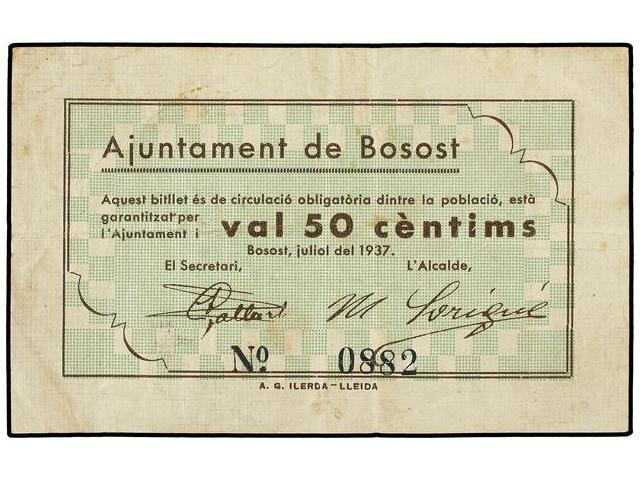 Ajuntament de Bosost
Aquest bitllet és de circulació obligatòria dintre la població, està
garantitzat per
l'Ajuntament i val 50 cèntims
Bosost, juliol del 1937.
El Secretari, L'Alcalde,
M Sorigué
Nº 0882
A. G. ILERDA-LLEIDA